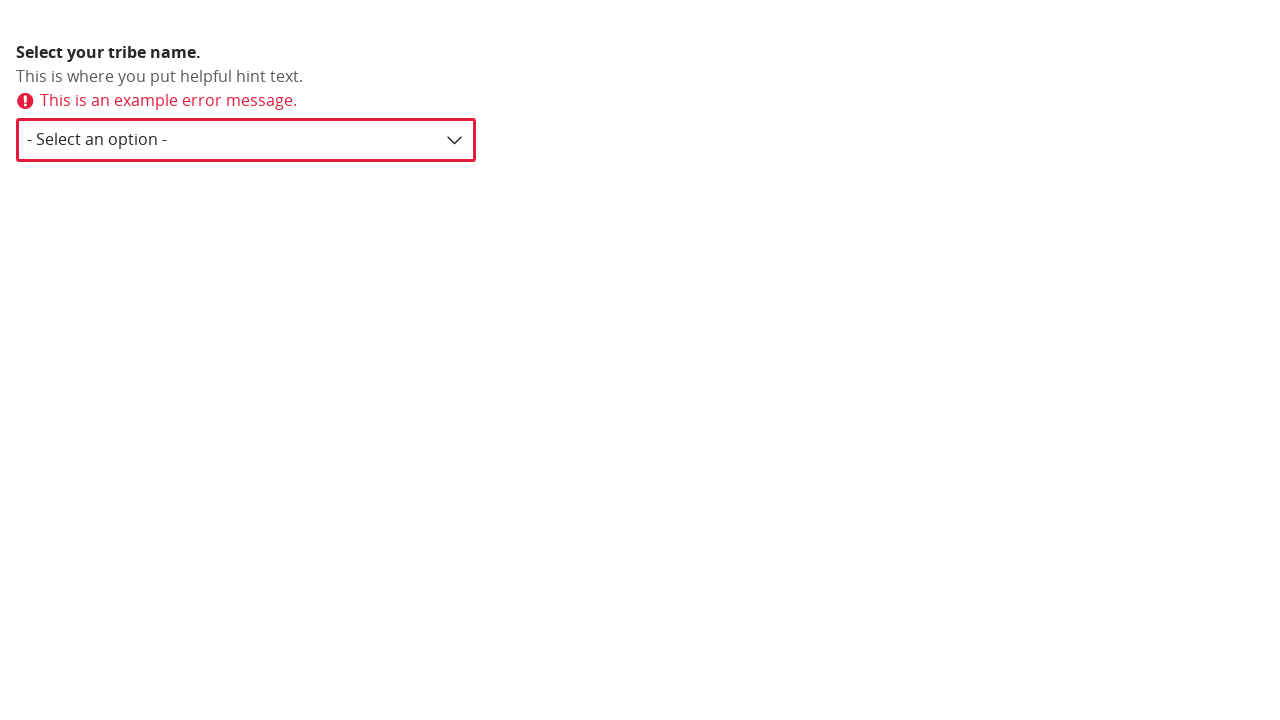 Select your tribe name.
This is where you put helpful hint text.
This is an example error message.
- Select an option -